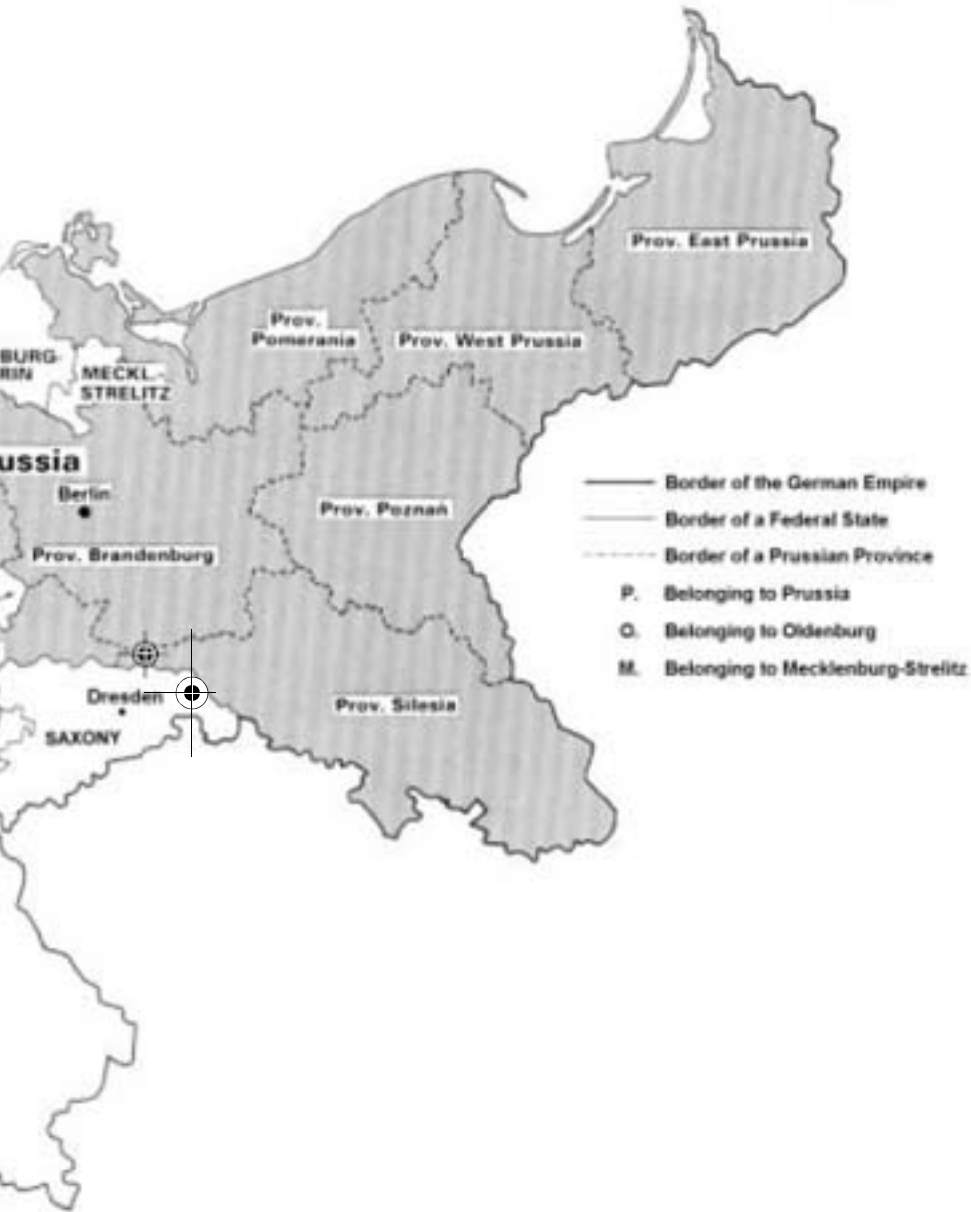 Prov. East Prussia
Prov.
Pomerania
Prov. West Prussia
BURG-
RIN
MECKL.-
STRELITZ
ussia
Berlin
Prov. Poznań
Prov. Brandenburg
Border of the German Empire
Border of a Federal State
Border of a Prussian Province
P. Belonging to Prussia
O. Belonging to Oldenburg
M. Belonging to Mecklenburg-Strelitz
Dresden
Prov. Silesia
SAXONY